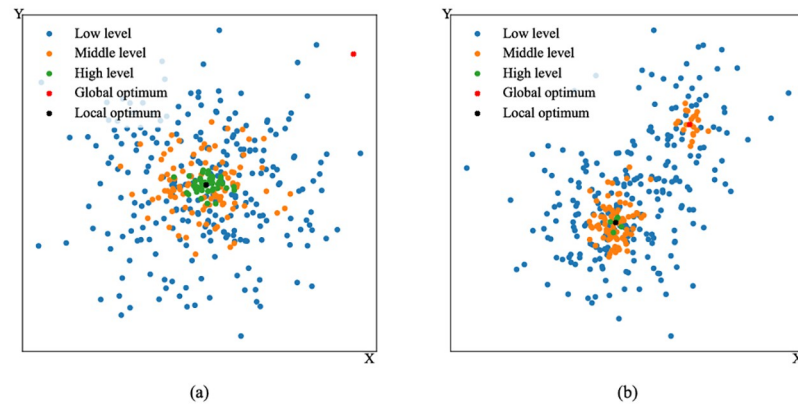 Y
Low level
Middle level
High level
Global optimum
Local optimum
X
(a)
Y
Low level
Middle level
High level
Global optimum
Local optimum
X
(b)